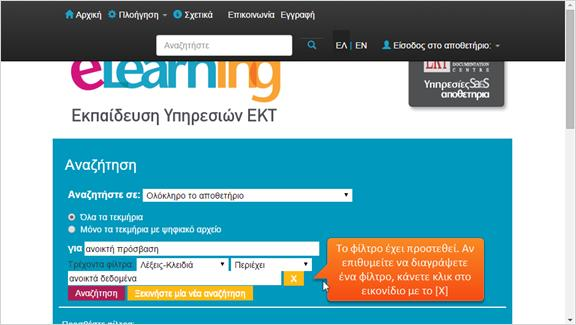 Αρχική Πλοήγηση Σχετικά Επικοινωνία Εγγραφή
Αναζητήστε ΕΛ | EN Είσοδος στο αποθετήριο:
eLearning
Εκπαίδευση Υπηρεσιών ΕΚΤ
DOCUMENTATION
CENTRE
Υπηρεσίες SaaS
αποθετηρια
Αναζήτηση
Αναζητήστε σε: Ολόκληρο το αποθετήριο
Όλα τα τεκμήρια
Μόνο τα τεκμήρια με ψηφιακό αρχείο
για ανοικτή πρόσβαση
Τρέχοντα φίλτρα: Λέξεις-Κλειδιά Περιέχει
ανοικτά δεδομένα X
Αναζήτηση Ξεκινήστε μία νέα αναζήτηση
Το φίλτρο έχει προστεθεί. Αν
επιθυμείτε να διαγράψετε
ένα φίλτρο, κάνετε κλικ στο
εικονίδιο με το [X]
Προσθέστε φίλτρα: